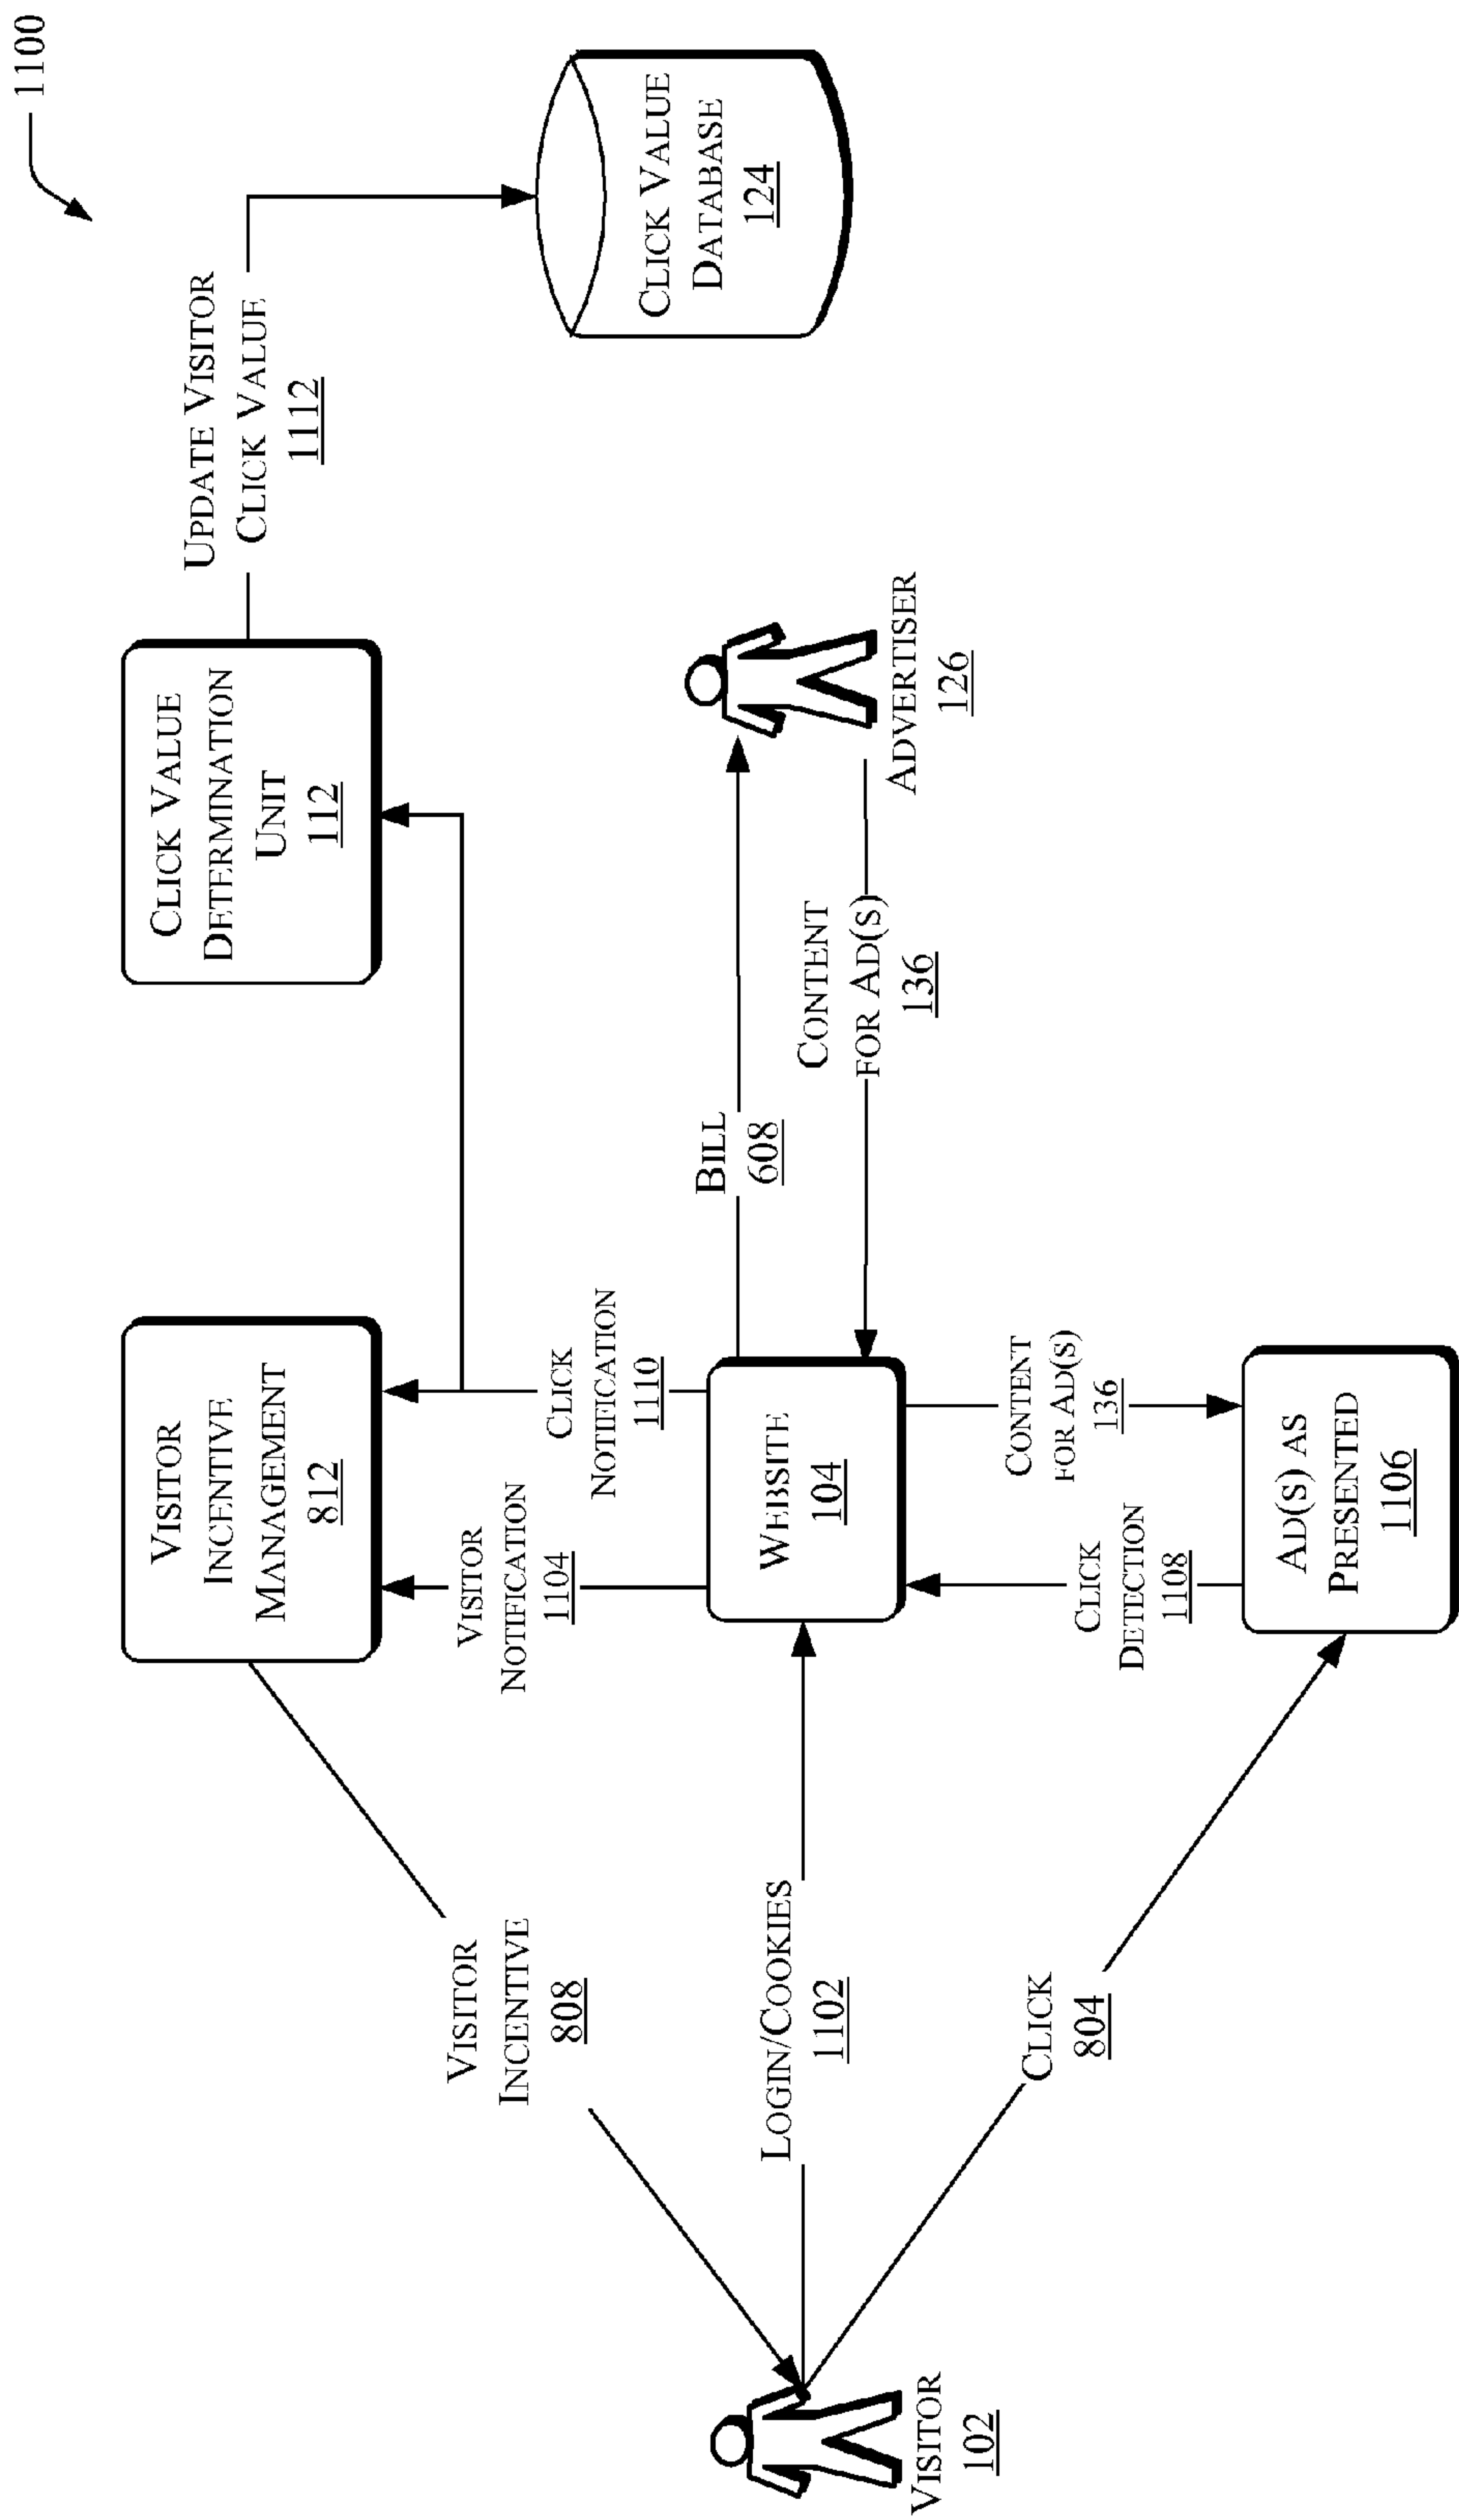 1100
VISITOR
INCENTIVE
MANAGEMENT
812
CLICK VALUE
DETERMINATION
UNIT
112
UPDATE VISITOR
CLICK VALUE
1112
VISITOR
INCENTIVE
808
VISITOR
NOTIFICATION
1104
CLICK
NOTIFICATION
1110
CLICK VALUE
DATABASE
124
VISITOR
102
LOGIN/COOKIES
1102
WEBSITE
104
BILL
608
CONTENT
FOR AD(S)
136
ADVERTISER
126
CLICK
804
CLICK
DETECTION
1108
CONTENT
FOR AD(S)
136
AD(S) AS
PRESENTED
1106